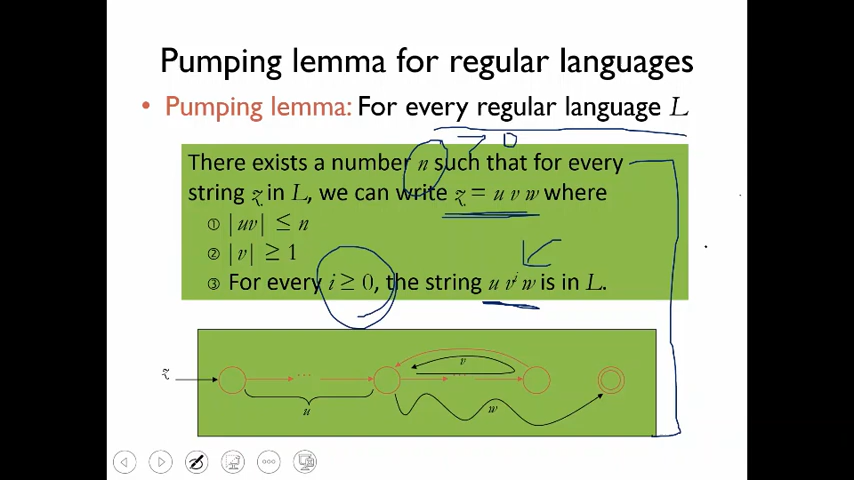 Pumping lemma for regular languages
• Pumping lemma: For every regular language L
There exists a number n such that for every
string z in L, we can write z = u v w where
① |uv| ≤ n
② |v| ≥ 1
③ For every i ≥ 0, the string u vⁱ w is in L.
z
...
v
...
u
w